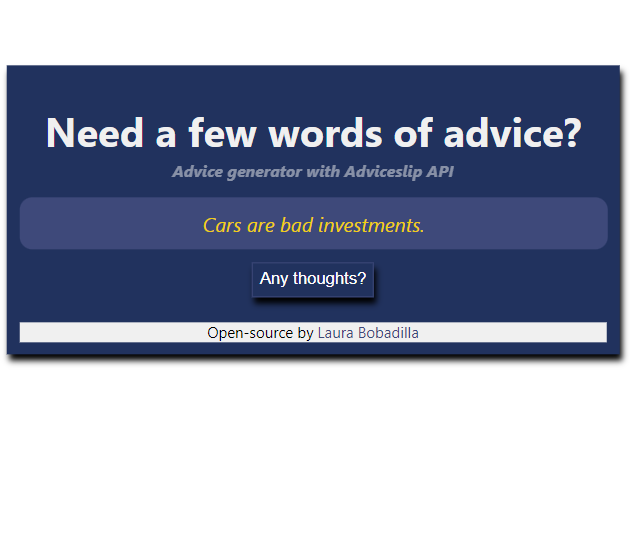 Need a few words of advice?
Advice generator with Adviceslip API
Cars are bad investments.
Any thoughts?
Open-source by Laura Bobadilla